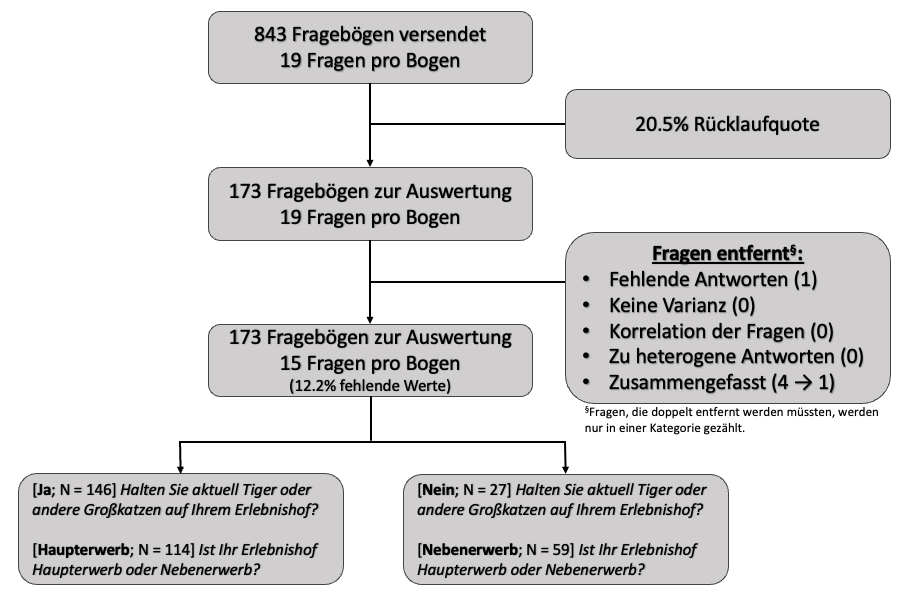 843 Fragebögen versendet
19 Fragen pro Bogen
20.5% Rücklaufquote
173 Fragebögen zur Auswertung
19 Fragen pro Bogen
Fragen entfernt§:
• Fehlende Antworten (1)
• Keine Varianz (0)
• Korrelation der Fragen (0)
• Zu heterogene Antworten (0)
• Zusammengefasst (4 → 1)
§Fragen, die doppelt entfernt werden müssten, werden
nur in einer Kategorie gezählt.
173 Fragebögen zur Auswertung
15 Fragen pro Bogen
(12.2% fehlende Werte)
[Ja; N = 146] Halten Sie aktuell Tiger oder
andere Großkatzen auf Ihrem Erlebnishof?
[Haupterwerb; N = 114] Ist Ihr Erlebnishof
Haupterwerb oder Nebenerwerb?
[Nein; N = 27] Halten Sie aktuell Tiger oder
andere Großkatzen auf Ihrem Erlebnishof?
[Nebenerwerb; N = 59] Ist Ihr Erlebnishof
Haupterwerb oder Nebenerwerb?